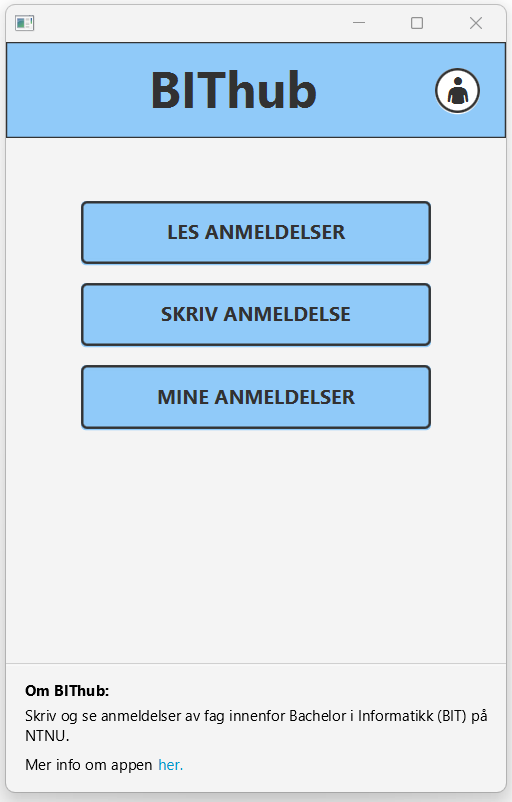 BIThub
LES ANMELDELSER
SKRIV ANMELDELSE
MINE ANMELDELSER
Om BIThub:
Skriv og se anmeldelser av fag innenfor Bachelor i Informatikk (BIT) på
NTNU.
Mer info om appen her.